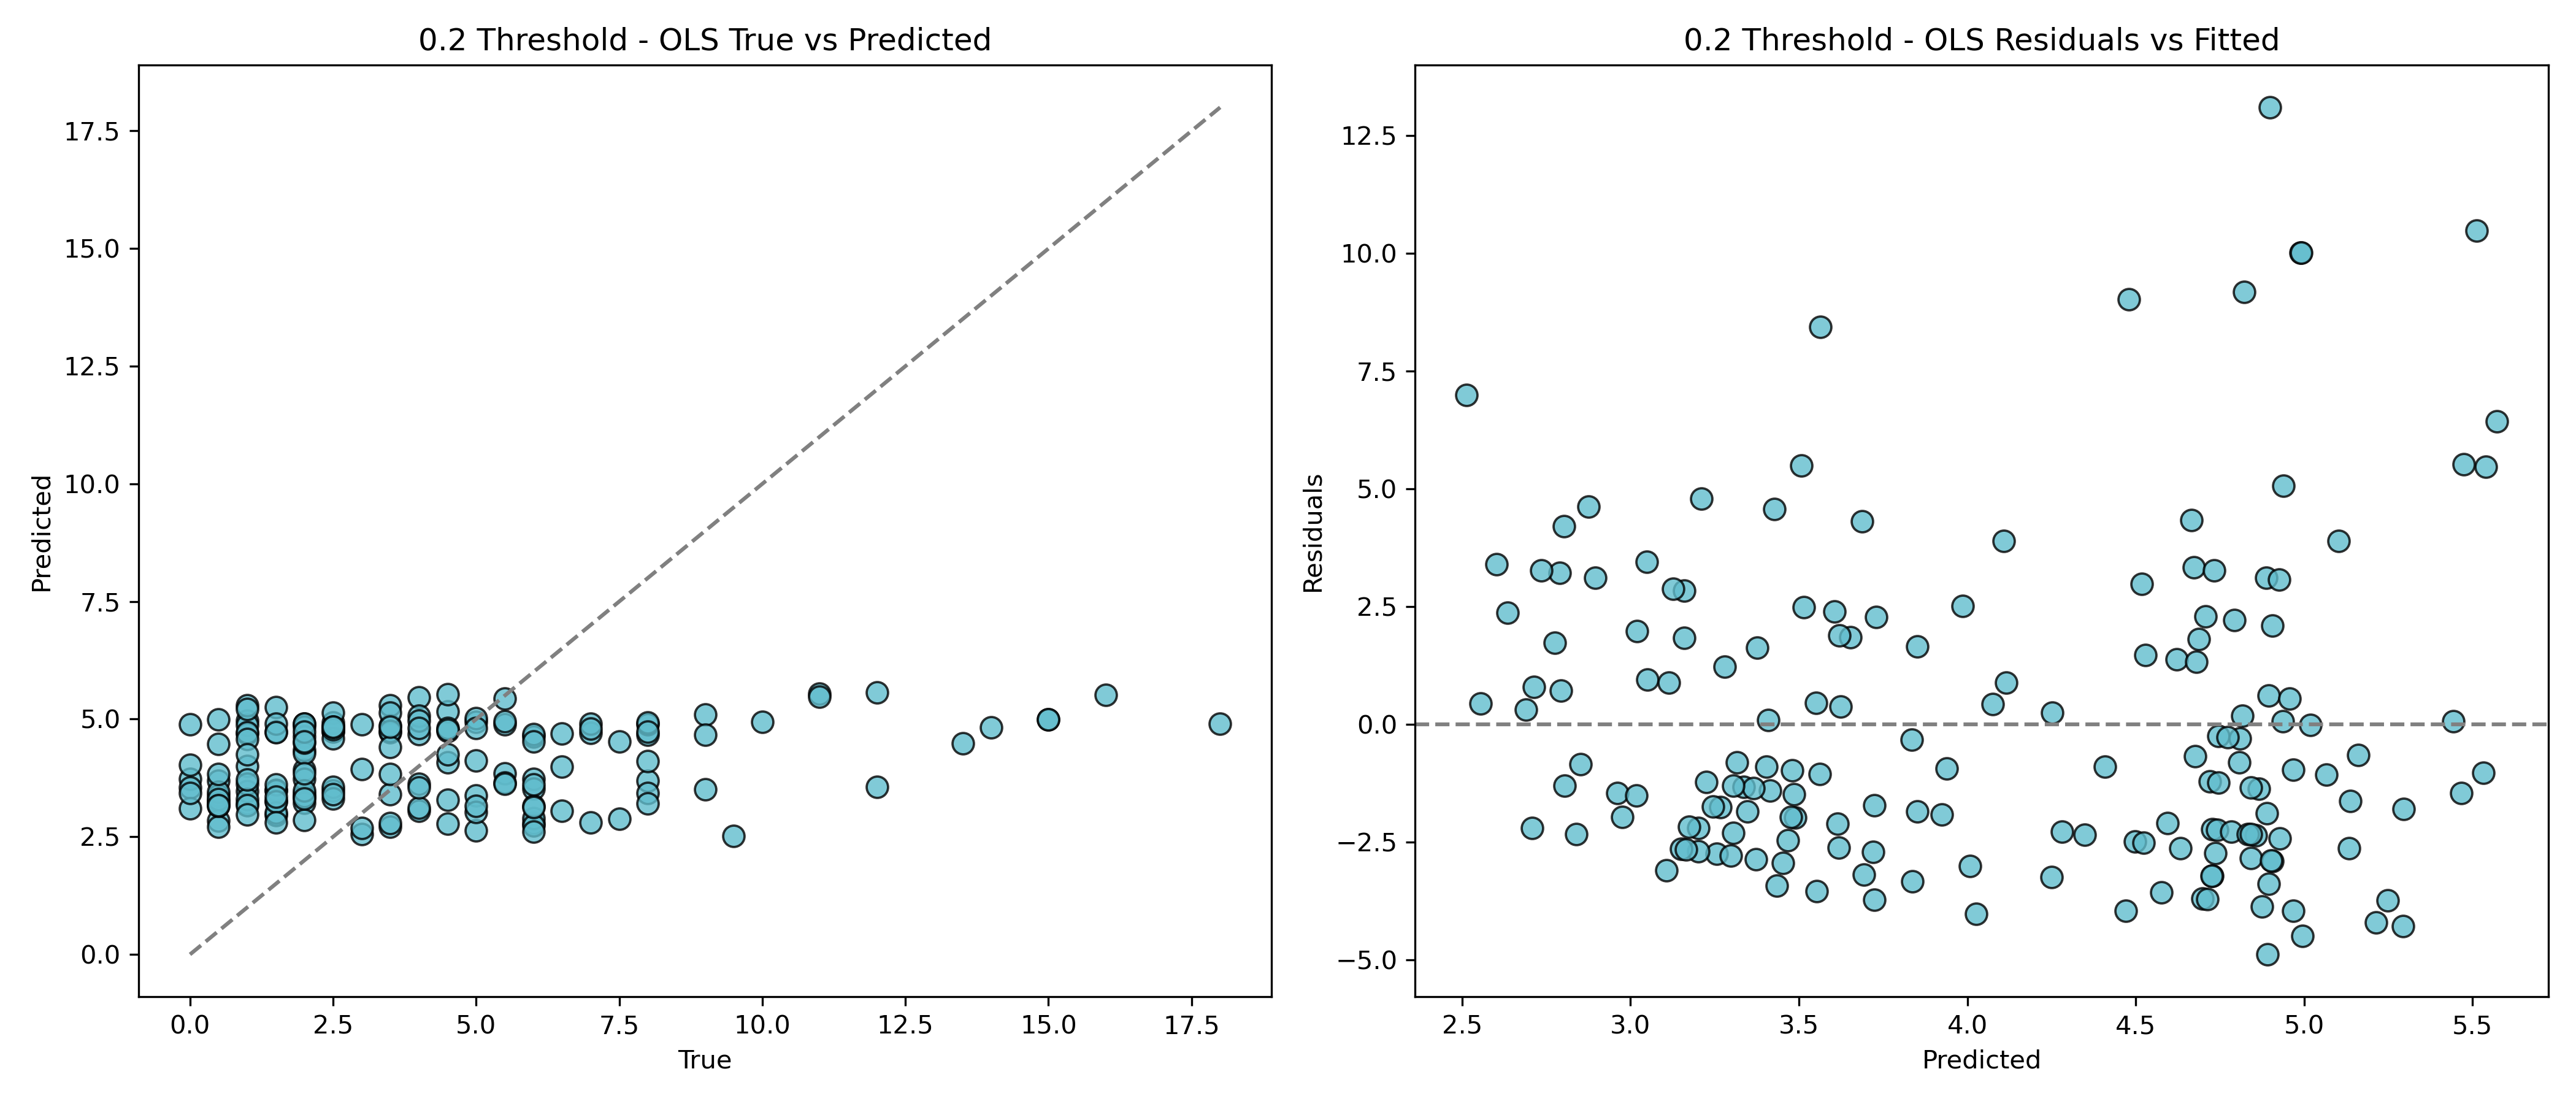 0.2 Threshold - OLS True vs Predicted
17.5
15.0
12.5
10.0
7.5
5.0
2.5
0.0
Predicted
0.0 2.5 5.0 7.5 10.0 12.5 15.0 17.5
True
0.2 Threshold - OLS Residuals vs Fitted
12.5
10.0
7.5
5.0
2.5
0.0
−2.5
−5.0
Residuals
2.5 3.0 3.5 4.0 4.5 5.0 5.5
Predicted